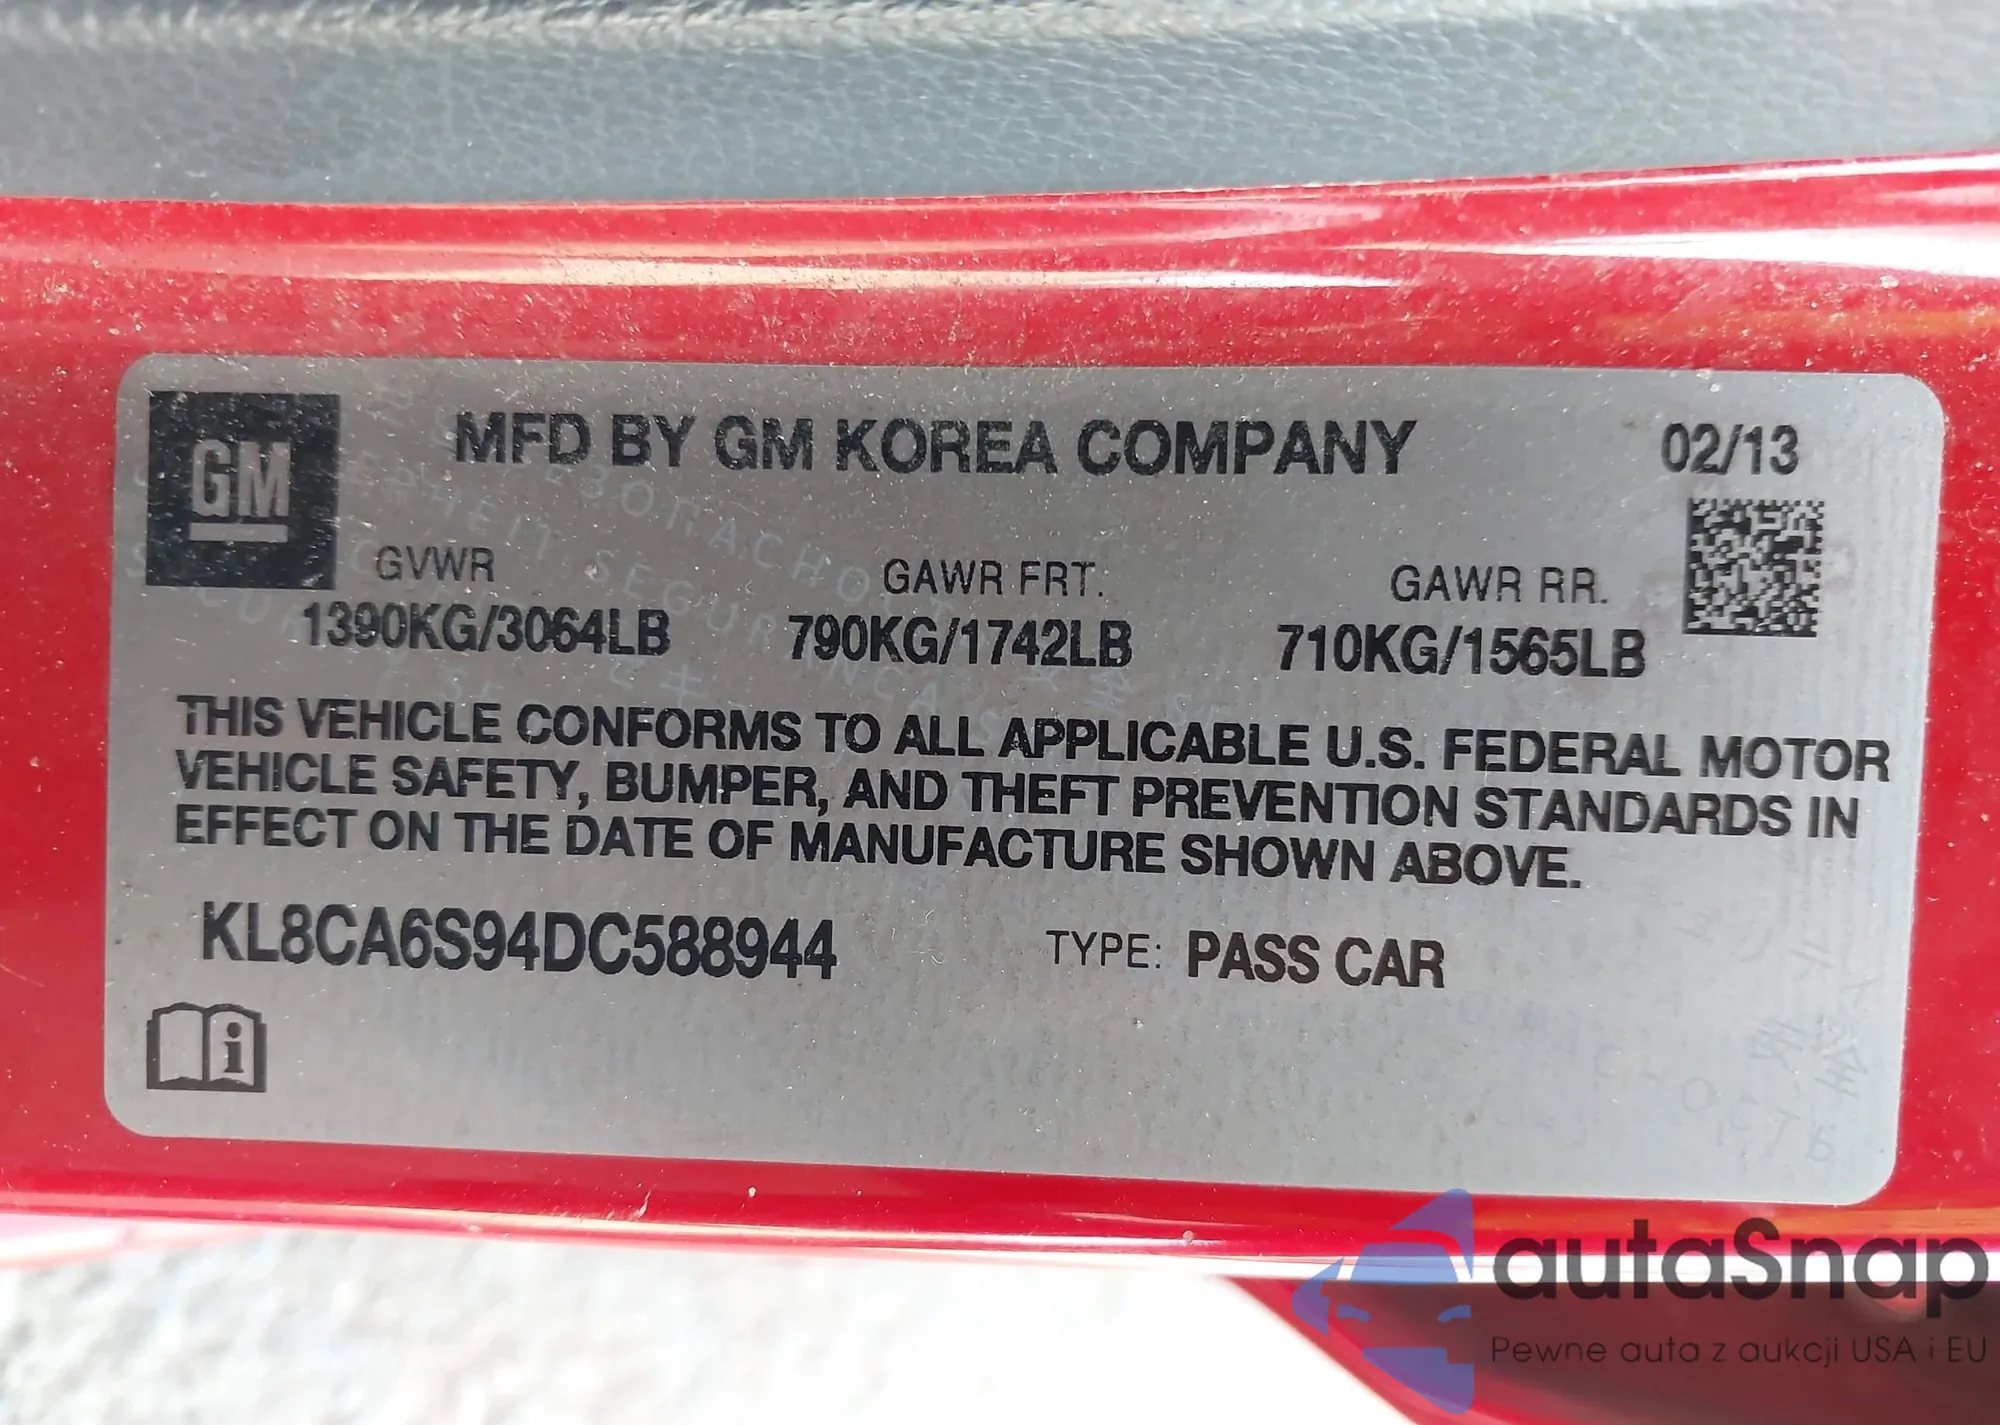 GM
MFD BY GM KOREA COMPANY 02/13
GVWR GAWR FRT. GAWR RR.
1390KG/3064LB 790KG/1742LB 710KG/1565LB
THIS VEHICLE CONFORMS TO ALL APPLICABLE U.S. FEDERAL MOTOR
VEHICLE SAFETY, BUMPER, AND THEFT PREVENTION STANDARDS IN
EFFECT ON THE DATE OF MANUFACTURE SHOWN ABOVE.
KL8CA6S94DC588944 TYPE: PASS CAR
i
autaSnap
Pewne auta z aukcji USA i EU